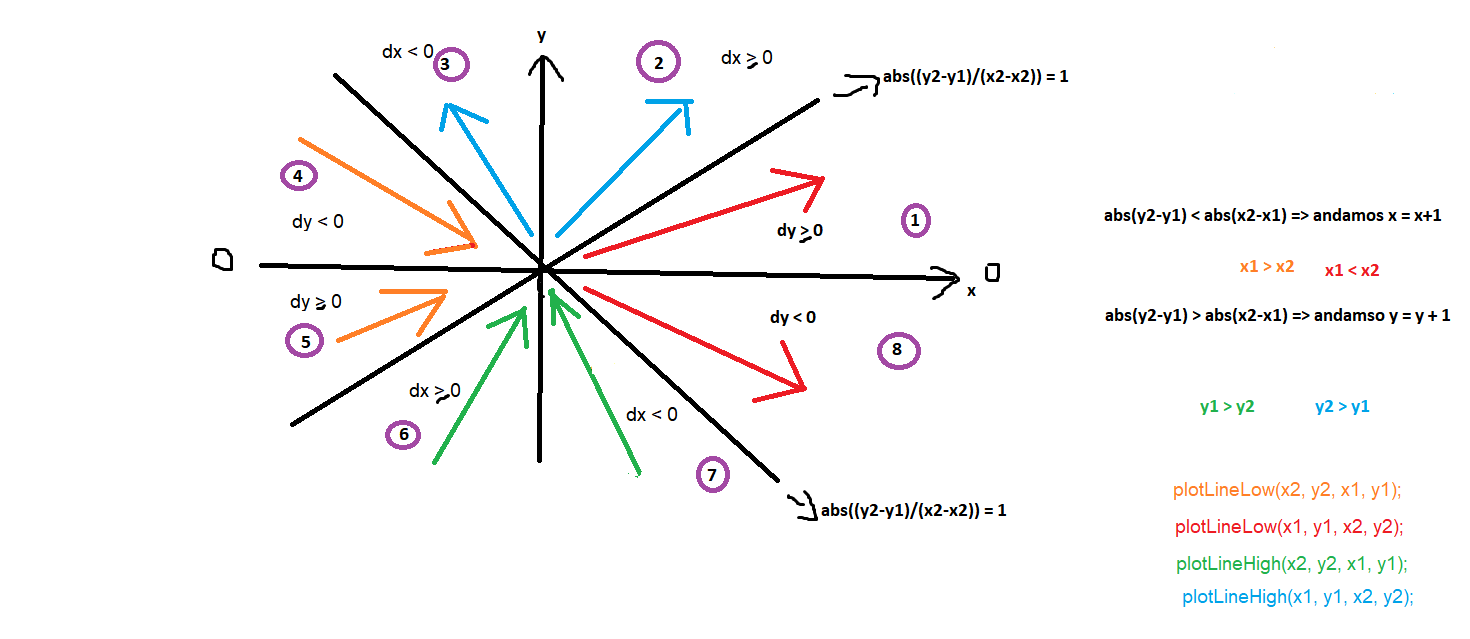 y
dx < 0
3
2
dx ≥ 0
abs((y2-y1)/(x2-x2)) = 1
4
dy < 0
1
dy ≥ 0
abs(y2-y1) < abs(x2-x1) => andamos x = x+1
0
0
x
x1 > x2
x1 < x2
dy ≥ 0
5
dy < 0
8
abs(y2-y1) > abs(x2-x1) => andamso y = y + 1
dx ≥ 0
6
dx < 0
7
y1 > y2
y2 > y1
abs((y2-y1)/(x2-x2)) = 1
plotLineLow(x2, y2, x1, y1);
plotLineLow(x1, y1, x2, y2);
plotLineHigh(x2, y2, x1, y1);
plotLineHigh(x1, y1, x2, y2);